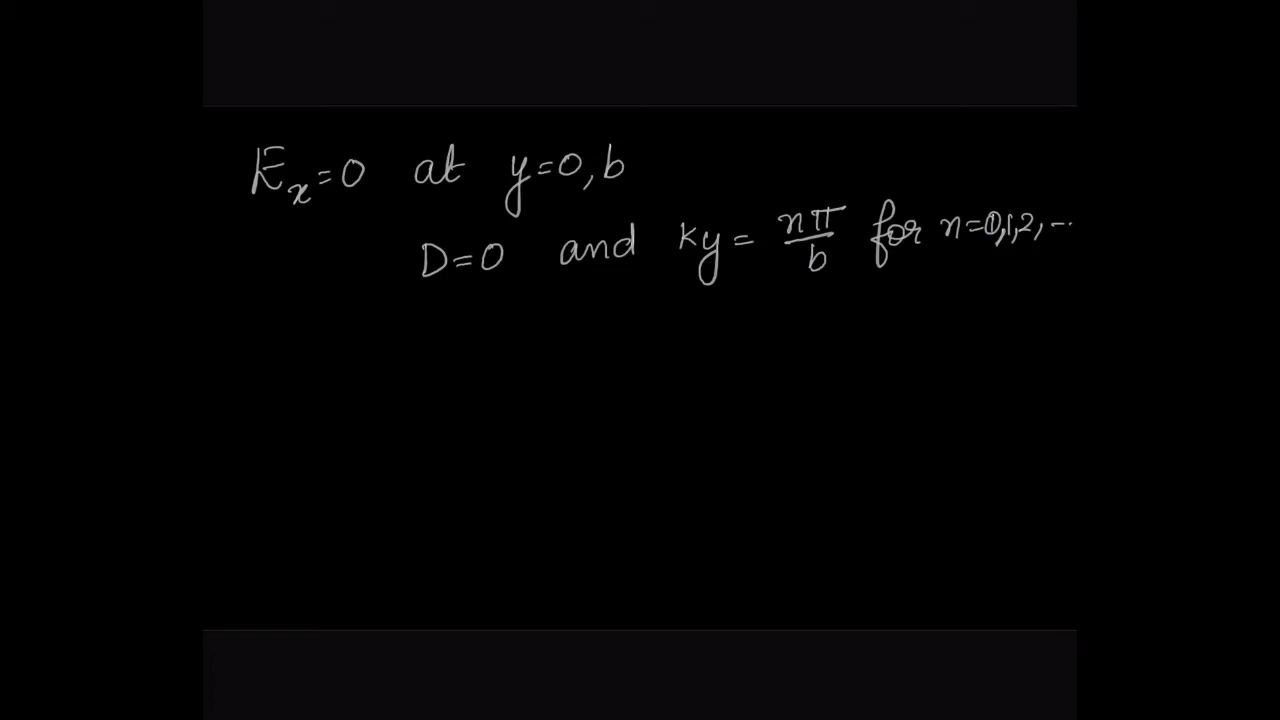 Ex=0 at y=0,b
D=0 and ky = nπ/b for n=0,1,2,--